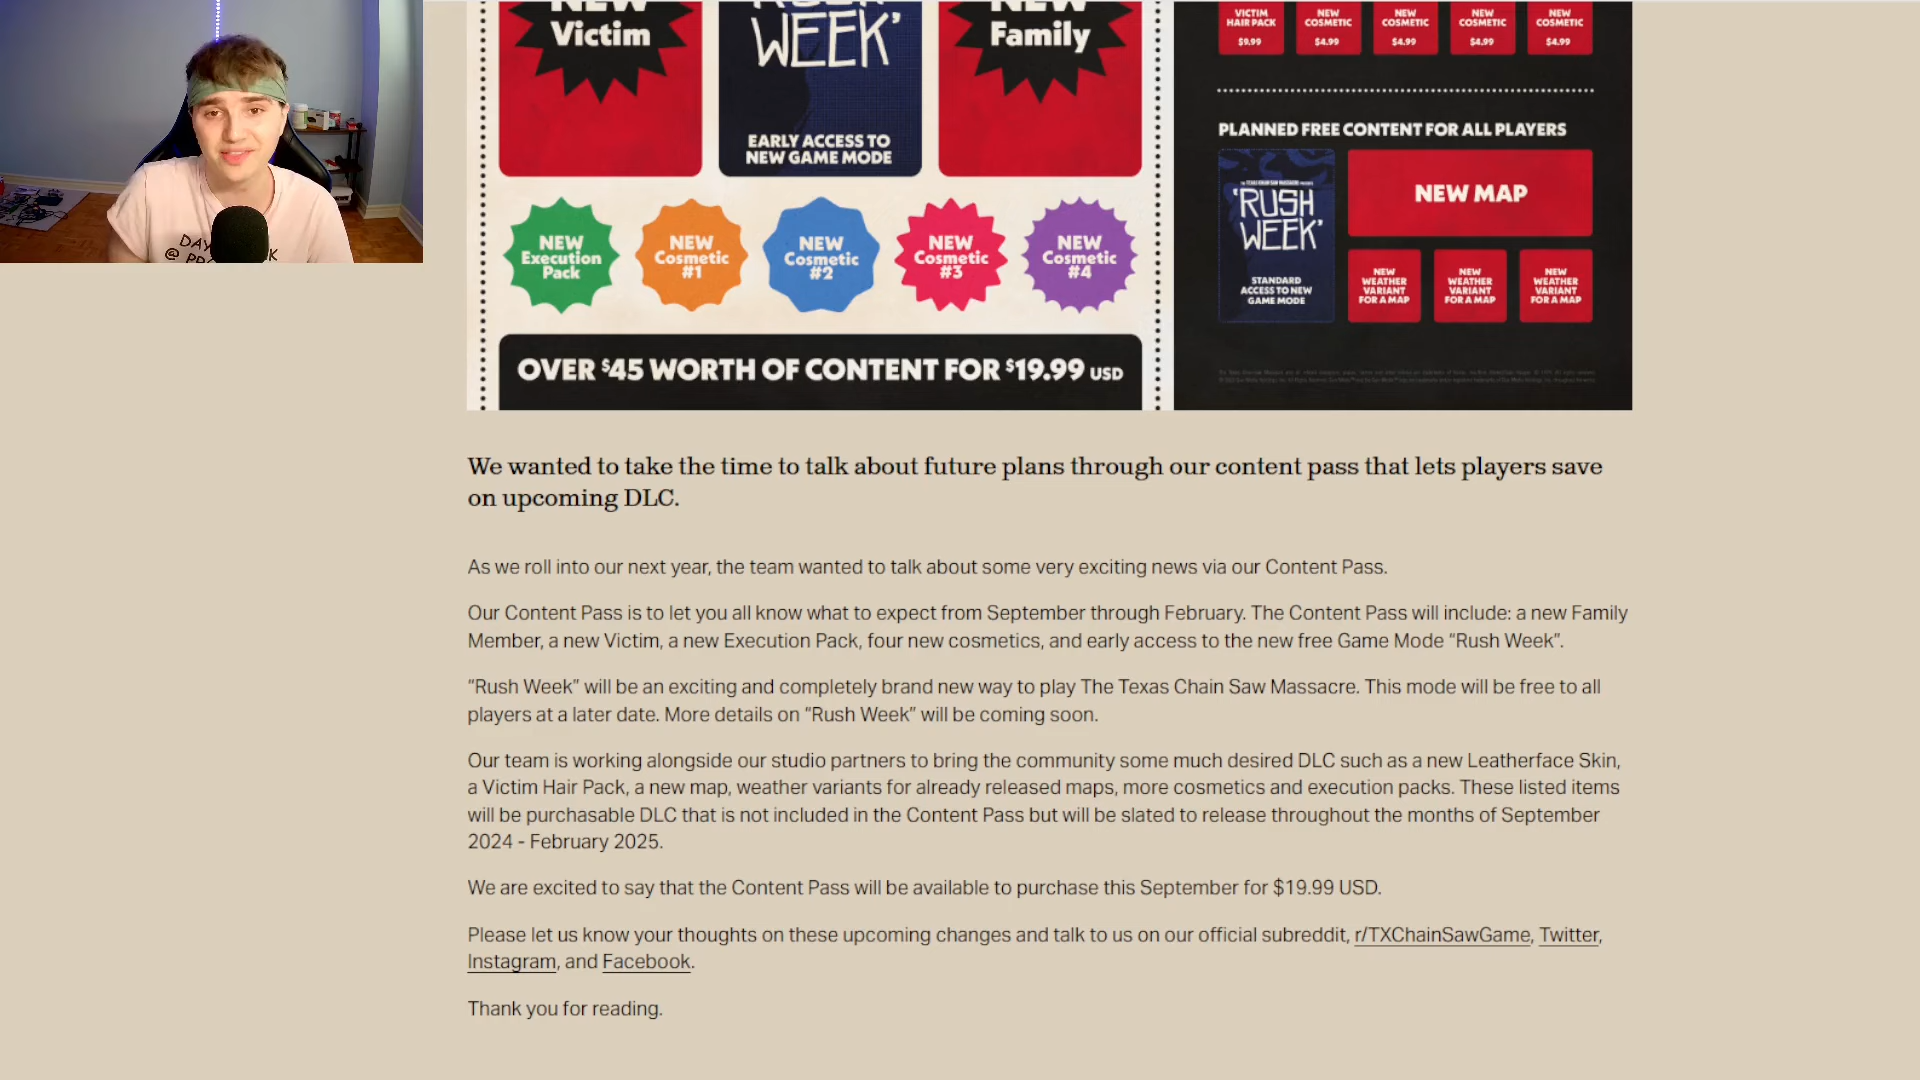 NEW
Victim
RUSH
WEEK'
EARLY ACCESS TO
NEW GAME MODE
NEW
Family
NEW
Execution
Pack
NEW
Cosmetic
#1
NEW
Cosmetic
#2
NEW
Cosmetic
#3
NEW
Cosmetic
#4
OVER $45 WORTH OF CONTENT FOR $19.99 USD
VICTIM
HAIR PACK
$9.99
NEW
COSMETIC
$4.99
NEW
COSMETIC
$4.99
NEW
COSMETIC
$4.99
NEW
COSMETIC
$4.99
PLANNED FREE CONTENT FOR ALL PLAYERS
'RUSH
WEEK'
STANDARD
ACCESS TO NEW
GAME MODE
NEW MAP
NEW
WEATHER
VARIANT
FOR A MAP
NEW
WEATHER
VARIANT
FOR A MAP
NEW
WEATHER
VARIANT
FOR A MAP
We wanted to take the time to talk about future plans through our content pass that lets players save
on upcoming DLC.
As we roll into our next year, the team wanted to talk about some very exciting news via our Content Pass.
Our Content Pass is to let you all know what to expect from September through February. The Content Pass will include: a new Family
Member, a new Victim, a new Execution Pack, four new cosmetics, and early access to the new free Game Mode “Rush Week”.
“Rush Week” will be an exciting and completely brand new way to play The Texas Chain Saw Massacre. This mode will be free to all
players at a later date. More details on “Rush Week” will be coming soon.
Our team is working alongside our studio partners to bring the community some much desired DLC such as a new Leatherface Skin,
a Victim Hair Pack, a new map, weather variants for already released maps, more cosmetics and execution packs. These listed items
will be purchasable DLC that is not included in the Content Pass but will be slated to release throughout the months of September
2024 - February 2025.
We are excited to say that the Content Pass will be available to purchase this September for $19.99 USD.
Please let us know your thoughts on these upcoming changes and talk to us on our official subreddit, r/TXChainSawGame, Twitter,
Instagram, and Facebook.
Thank you for reading.